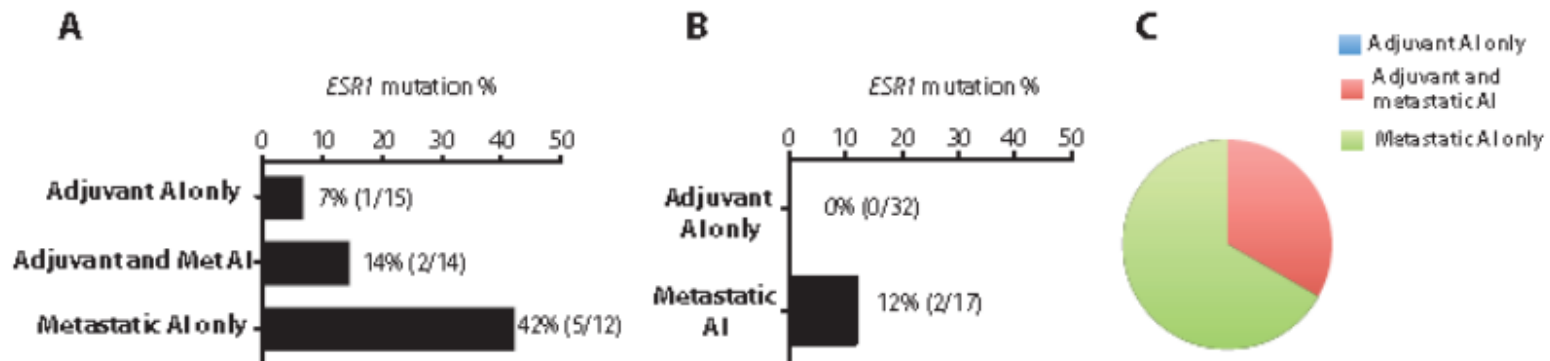 A
ESR1 mutation %
0 10 20 30 40 50
Adjuvant AI only
7% (1/15)
Adjuvant and Met AI
14% (2/14)
Metastatic AI only
42% (5/12)
B
ESR1 mutation %
0 10 20 30 40 50
Adjuvant
AI only
0% (0/32)
Metastatic
AI
12% (2/17)
C
Adjuvant AI only
Adjuvant and
metastatic AI
Metastatic AI only